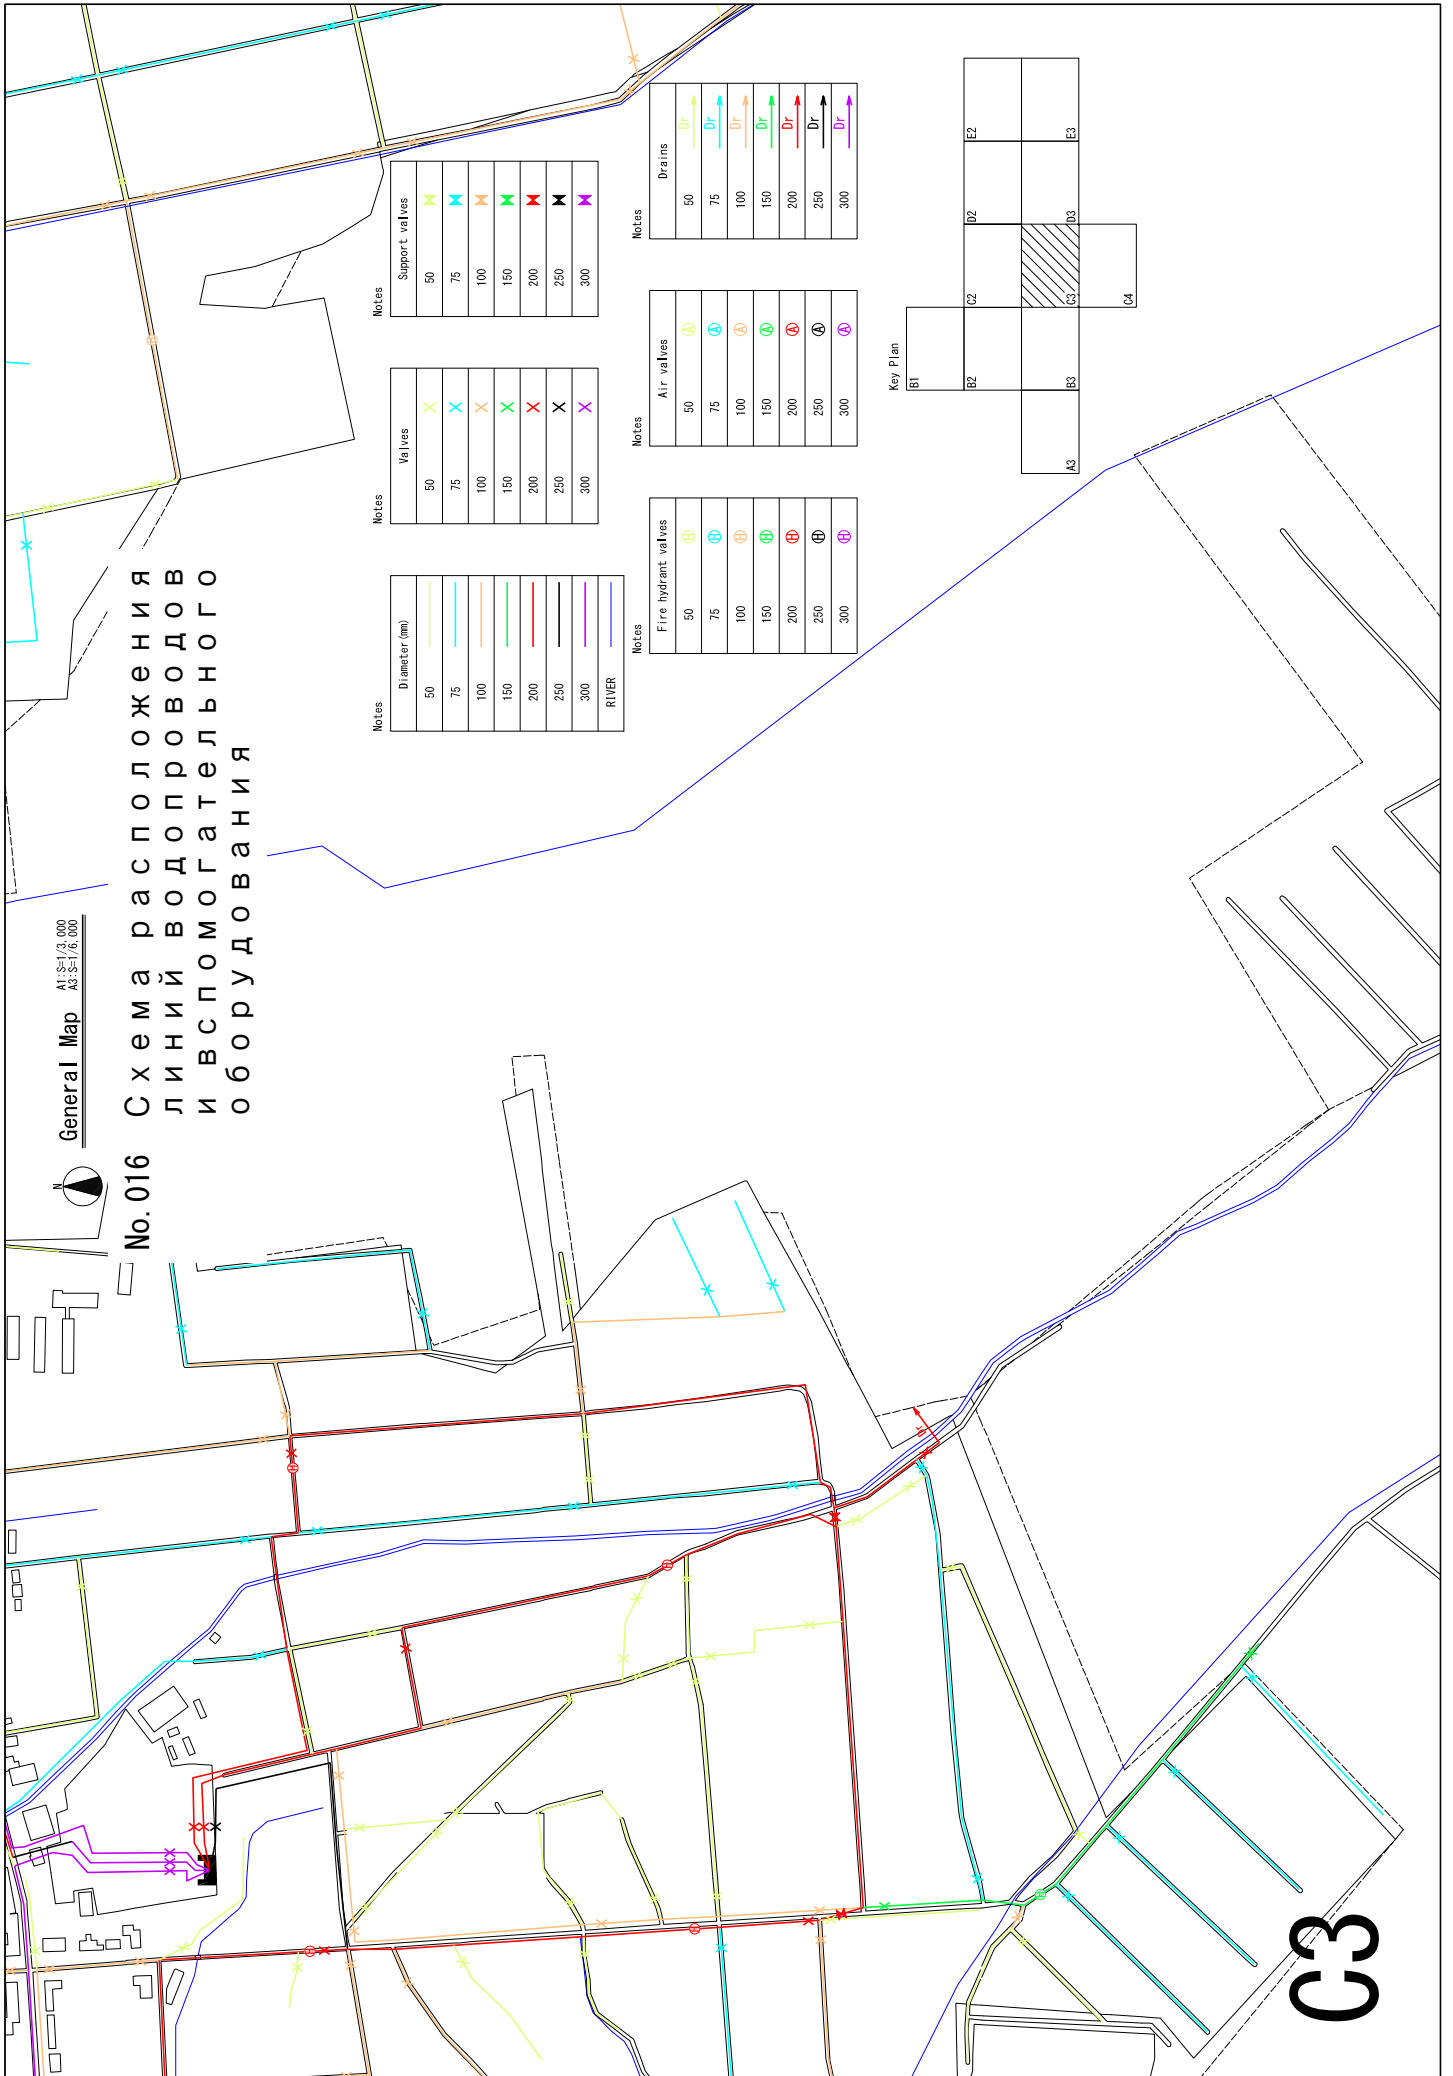 N
General Map
A1:S=1/3,000
A3:S=1/6,000
No.016
Схема расположения
линий водопроводов
и вспомогательного
оборудования
Notes
Diameter(mm)
50
75
100
150
200
250
300
RIVER
Notes
Valves
50
75
100
150
200
250
300
Notes
Support valves
50
75
100
150
200
250
300
Notes
Fire hydrant valves
50 H
75 H
100 H
150 H
200 H
250 H
300 H
Notes
Air valves
50 A
75 A
100 A
150 A
200 A
250 A
300 A
Notes
Drains
50 Dr
75 Dr
100 Dr
150 Dr
200 Dr
250 Dr
300 Dr
Key Plan
B1
B2 C2 D2 E2
A3 B3 C3 D3 E3
C4
H
H
H
H
Dr
H
H
C3